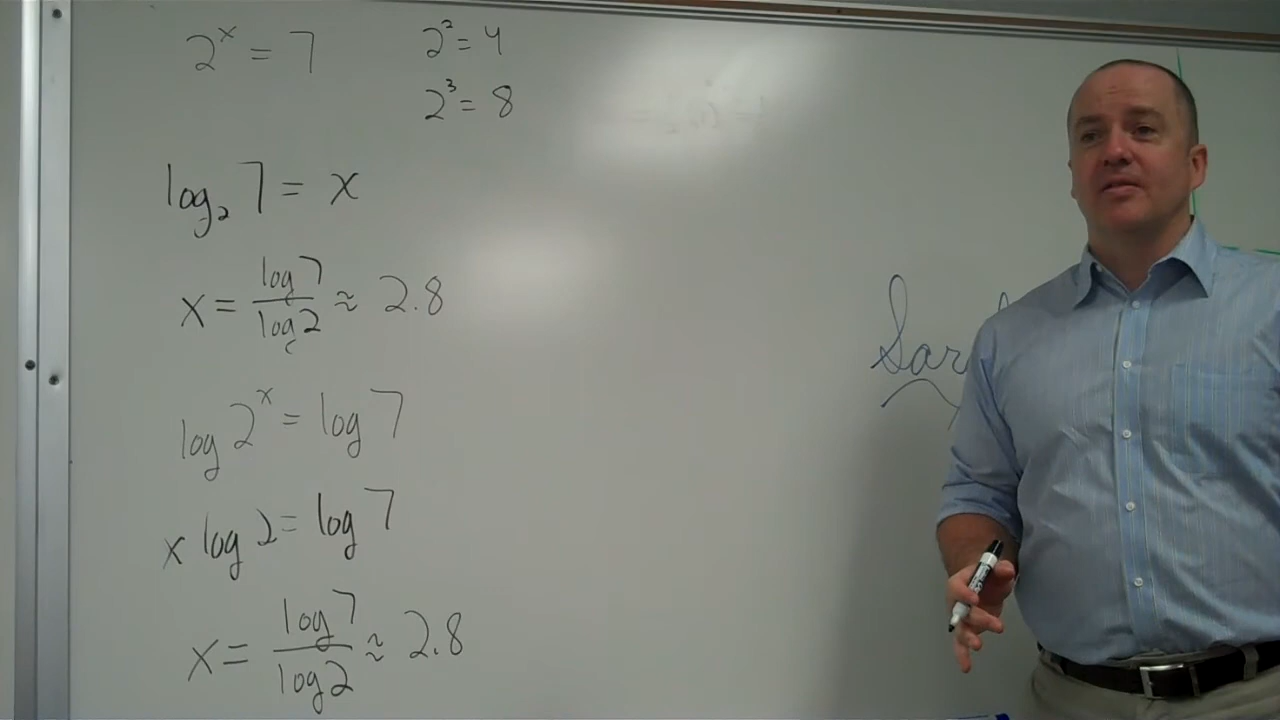 2^x = 7
2^2 = 4
2^3 = 8
log_2 7 = x
x = log 7 / log 2 ≈ 2.8
log 2^x = log 7
x log 2 = log 7
x = log 7 / log 2 ≈ 2.8